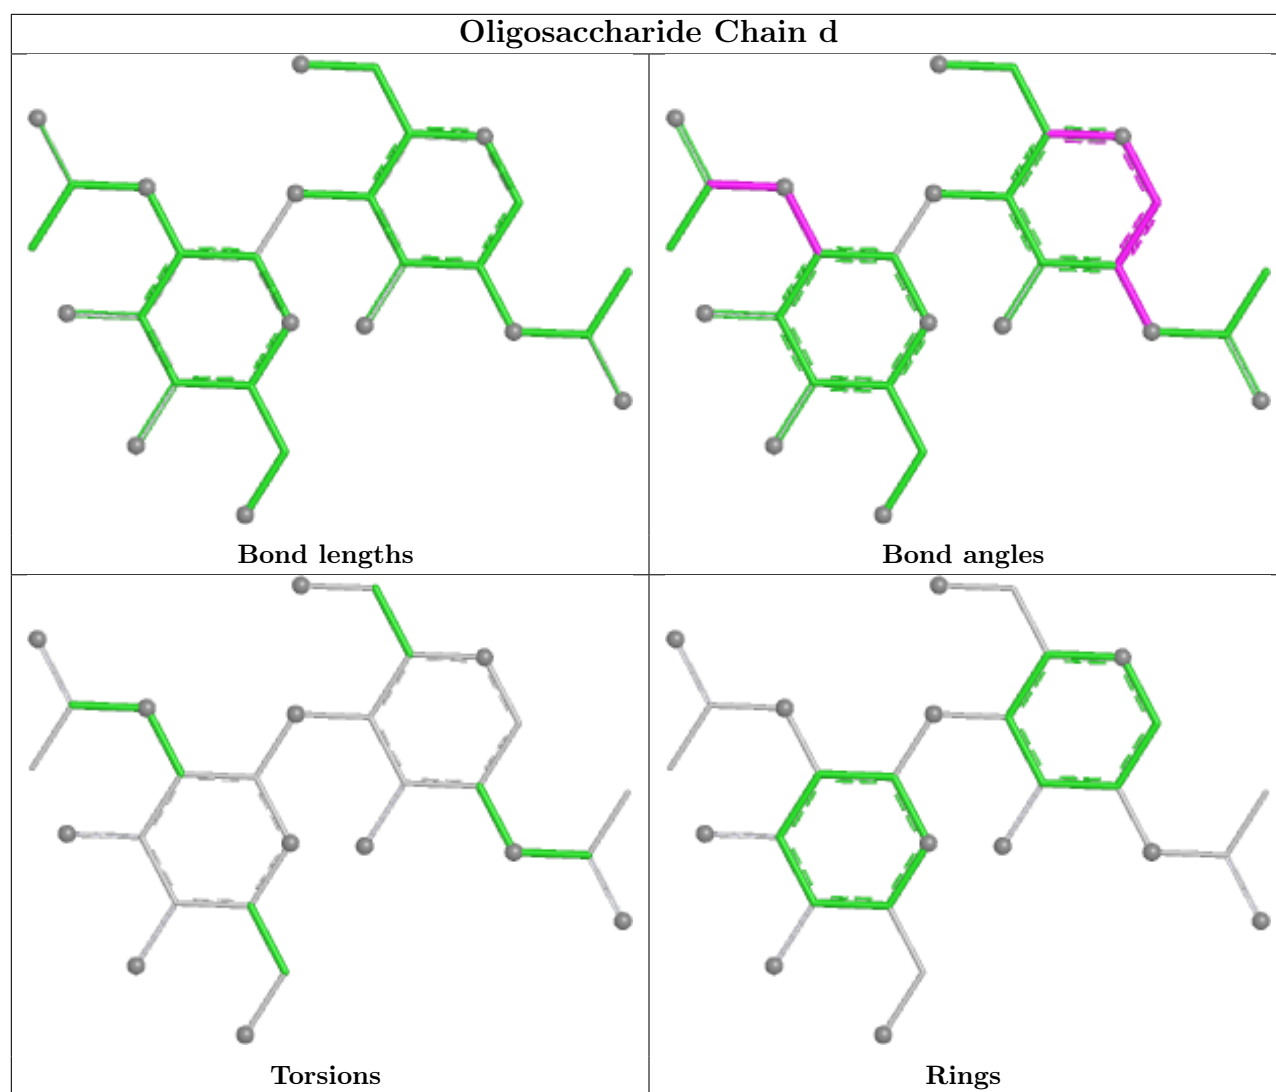 Oligosaccharide Chain d
Bond lengths
Bond angles
Torsions
Rings